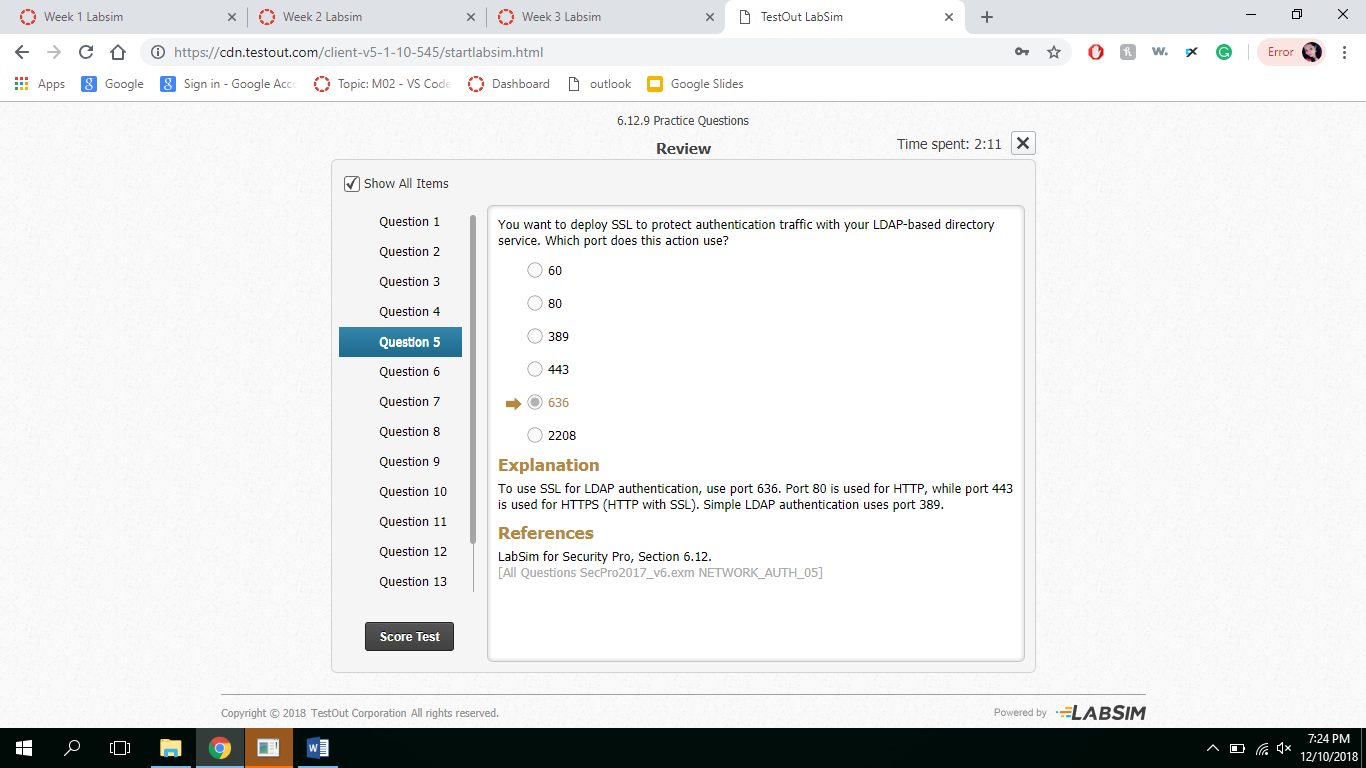 Week 1 Labsim
Week 2 Labsim
Week 3 Labsim
TestOut LabSim
https://cdn.testout.com/client-v5-1-10-545/startlabsim.html
Error
Apps
Google
Sign in - Google Acco
Topic: M02 - VS Code
Dashboard
outlook
Google Slides
6.12.9 Practice Questions
Review
Time spent: 2:11
Show All Items
Question 1
Question 2
Question 3
Question 4
Question 5
Question 6
Question 7
Question 8
Question 9
Question 10
Question 11
Question 12
Question 13
Score Test
You want to deploy SSL to protect authentication traffic with your LDAP-based directory
service. Which port does this action use?
60
80
389
443
636
2208
Explanation
To use SSL for LDAP authentication, use port 636. Port 80 is used for HTTP, while port 443
is used for HTTPS (HTTP with SSL). Simple LDAP authentication uses port 389.
References
LabSim for Security Pro, Section 6.12.
[All Questions SecPro2017_v6.exm NETWORK_AUTH_05]
Copyright © 2018 TestOut Corporation All rights reserved.
Powered by LABSIM
7:24 PM
12/10/2018